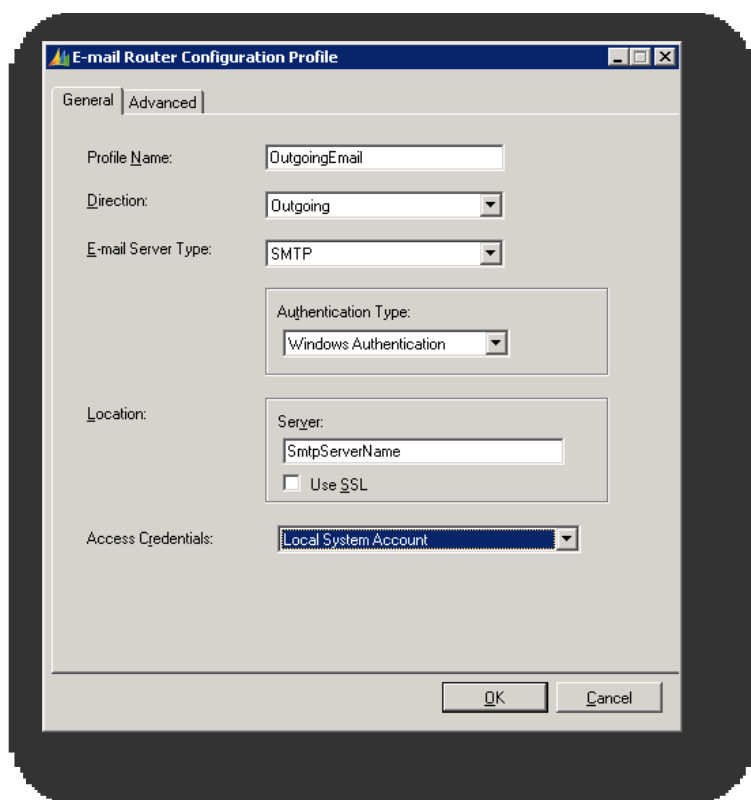 E-mail Router Configuration Profile
General Advanced
Profile Name: OutgoingEmail
Direction: Outgoing
E-mail Server Type: SMTP
Authentication Type:
Windows Authentication
Location:
Server:
SmtpServerName
Use SSL
Access Credentials: Local System Account
OK Cancel